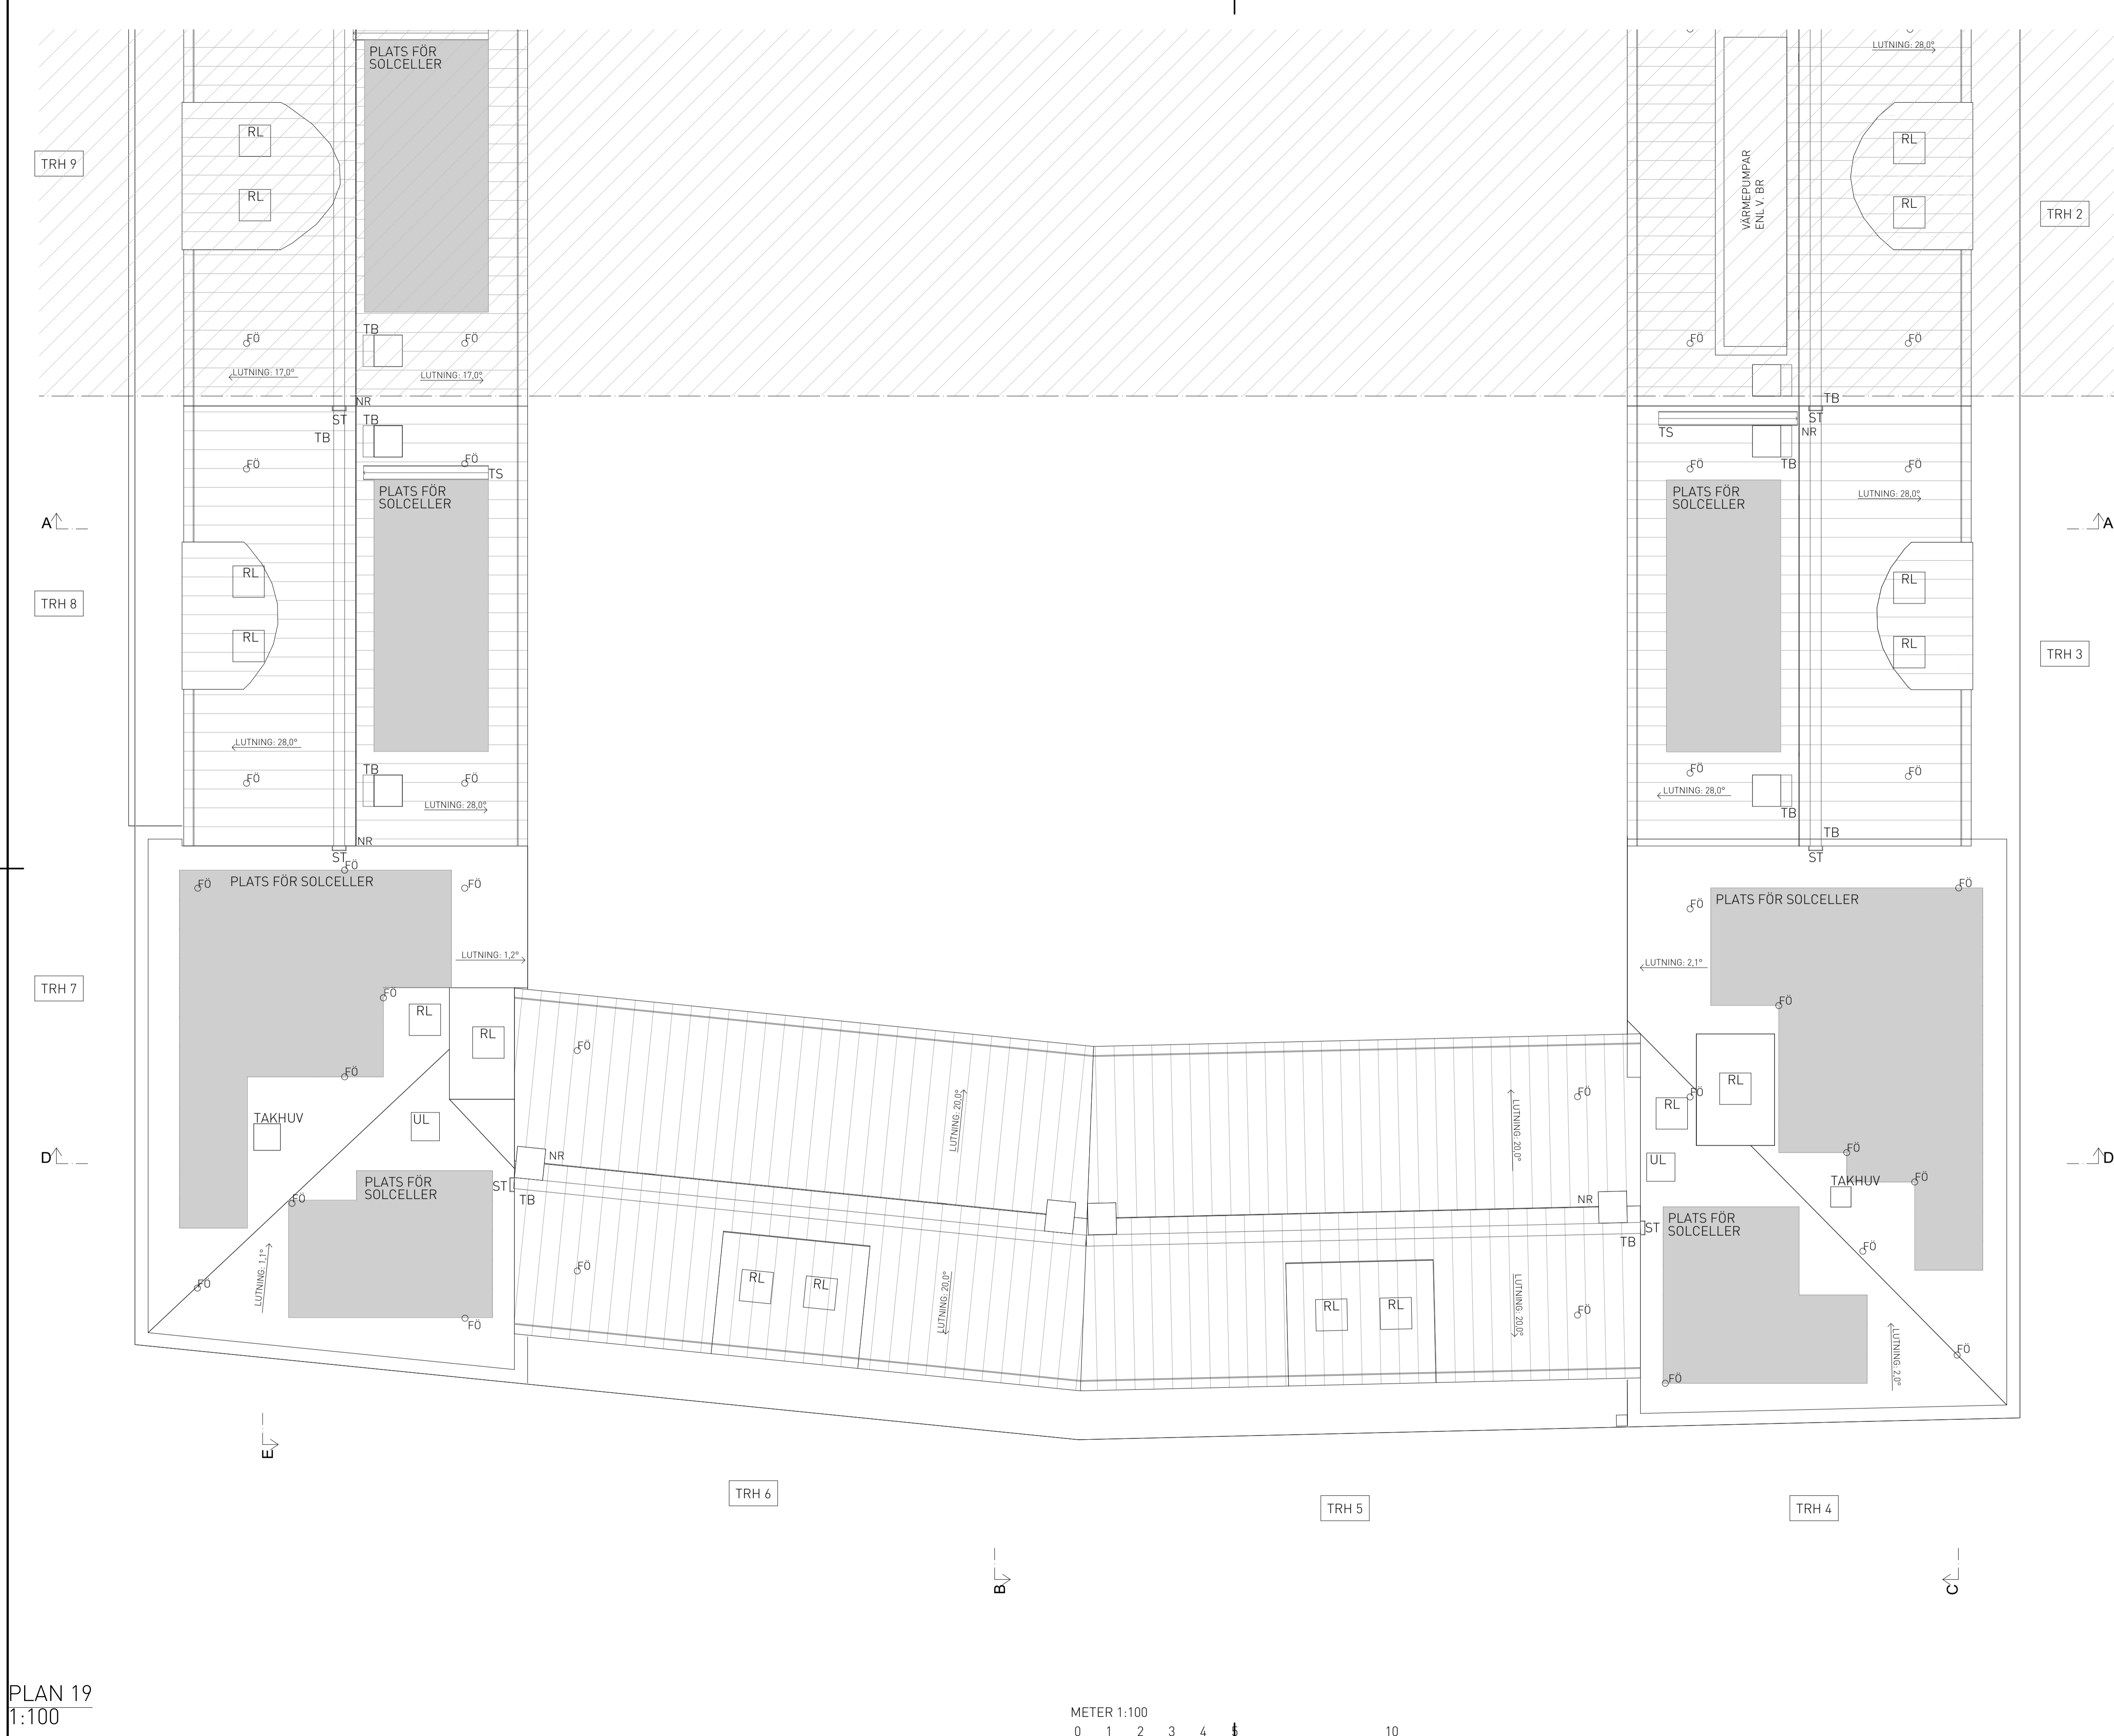 PLATS FÖR
SOLCELLER
LUTNING: 28,0°
RL
RL
TRH 9
RL
RL
VÄRMEPUMPAR
ENL V. BR
RL
RL
TRH 2
TB
FÖ
FÖ
FÖ
FÖ
LUTNING: 17,0°
LUTNING: 17,0°
NR
TB
ST
TB
TB
ST
TS
NR
TB
FÖ
FÖ
TS
FÖ
TB
FÖ
PLATS FÖR
SOLCELLER
PLATS FÖR
SOLCELLER
LUTNING: 28,0°
A
A
RL
RL
TRH 8
RL
RL
TRH 3
LUTNING: 28,0°
TB
FÖ
FÖ
FÖ
FÖ
LUTNING: 28,0°
LUTNING: 28,0°
TB
TB
NR
ST
ST
FÖ
FÖ
PLATS FÖR SOLCELLER
FÖ
FÖ
PLATS FÖR SOLCELLER
FÖ
LUTNING: 1,2°
LUTNING: 2,1°
TRH 7
FÖ
FÖ
RL
RL
FÖ
FÖ
RL
FÖ
FÖ
RL
TAKHUV
UL
LUTNING: 20,0°
LUTNING: 20,0°
FÖ
UL
D
D
NR
PLATS FÖR
SOLCELLER
ST
TB
FÖ
FÖ
TAKHUV
NR
PLATS FÖR
SOLCELLER
ST
TB
FÖ
LUTNING: 1,1°
FÖ
FÖ
RL
RL
LUTNING: 20,0°
RL
RL
LUTNING: 20,0°
FÖ
FÖ
LUTNING: 2,0°
FÖ
FÖ
E
TRH 6
TRH 5
TRH 4
B
C
PLAN 19
1:100
METER 1:100
0 1 2 3 4 5 10